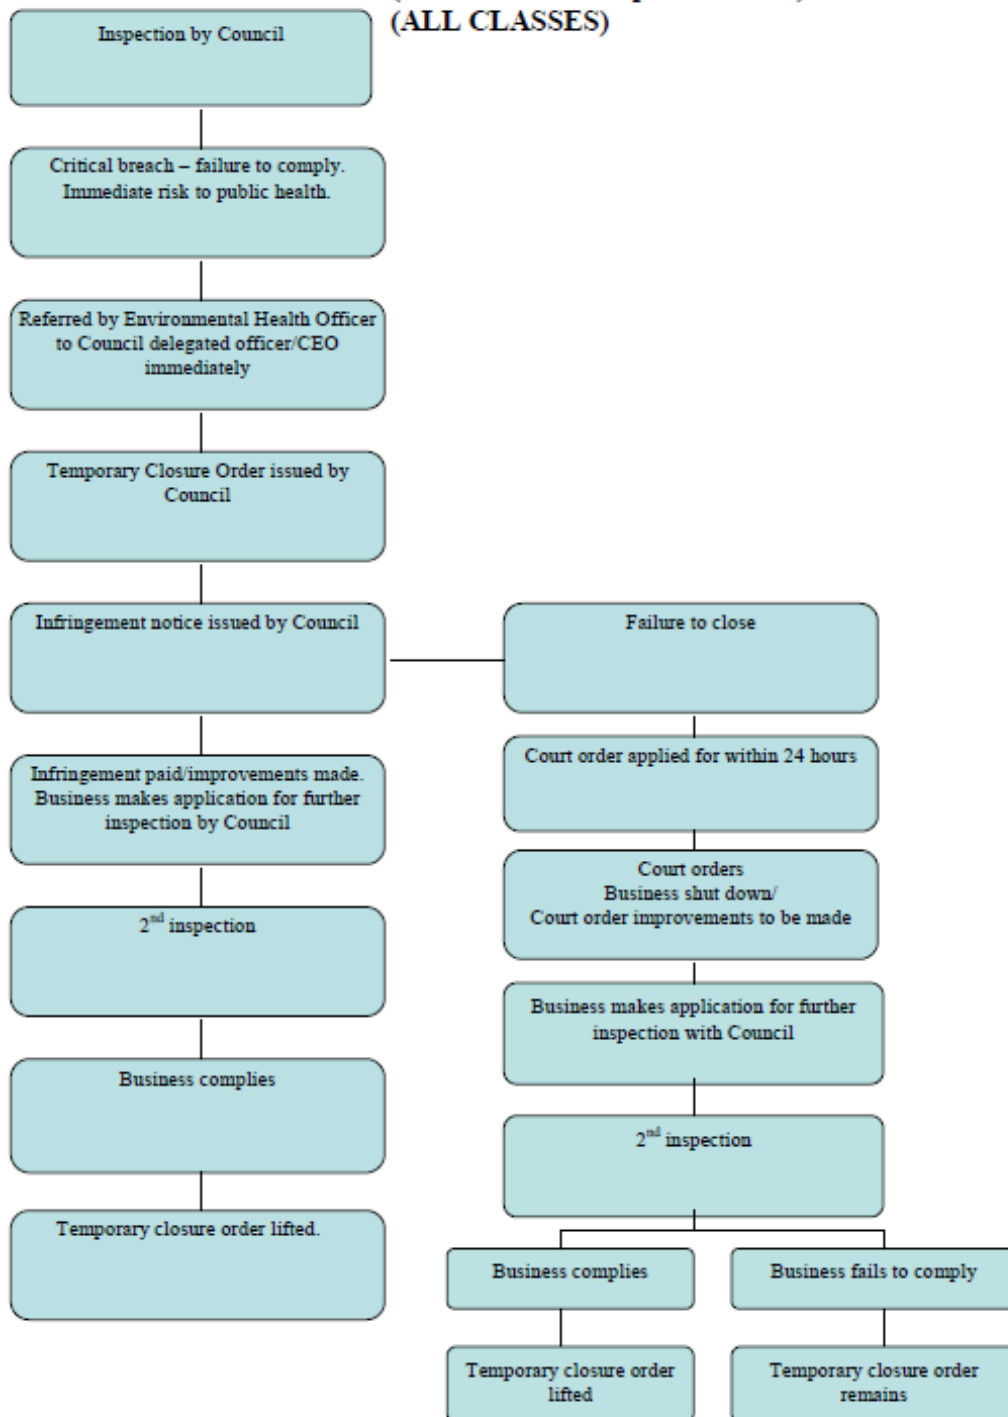 (ALL CLASSES)
Inspection by Council
Critical breach – failure to comply.
Immediate risk to public health.
Referred by Environmental Health Officer
to Council delegated officer/CEO
immediately
Temporary Closure Order issued by
Council
Infringement notice issued by Council
Infringement paid/improvements made.
Business makes application for further
inspection by Council
2nd inspection
Business complies
Temporary closure order lifted.
Failure to close
Court order applied for within 24 hours
Court orders
Business shut down/
Court order improvements to be made
Business makes application for further
inspection with Council
2nd inspection
Business complies
Temporary closure order
lifted
Business fails to comply
Temporary closure order
remains